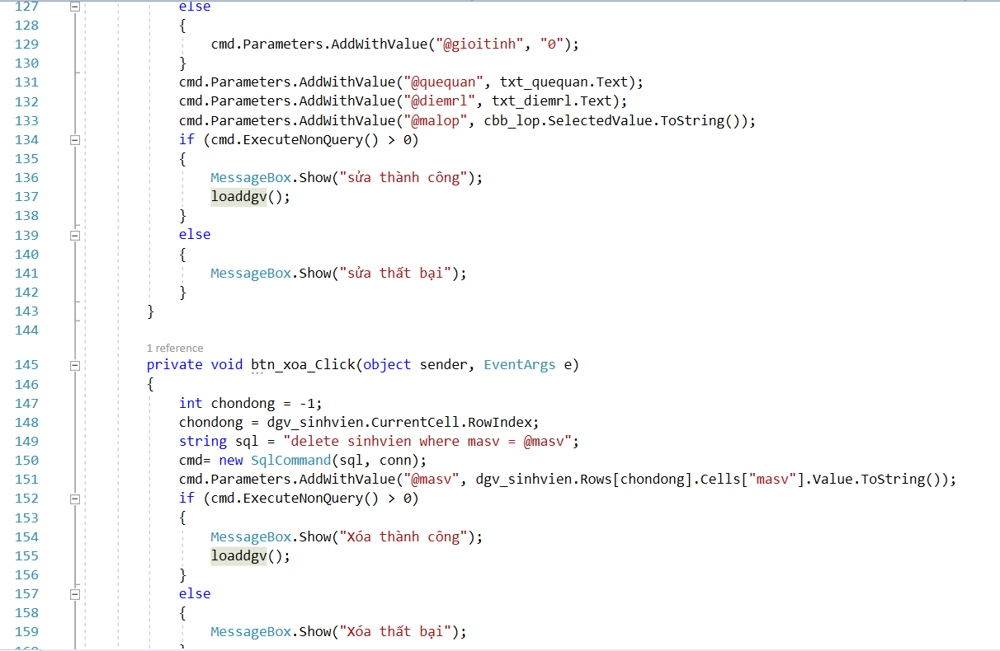 127 else
128 {
129 cmd.Parameters.AddWithValue("@gioitinh", "0");
130 }
131 cmd.Parameters.AddWithValue("@quequan", txt_quequan.Text);
132 cmd.Parameters.AddWithValue("@diemrl", txt_diemrl.Text);
133 cmd.Parameters.AddWithValue("@malop", cbb_lop.SelectedValue.ToString());
134 if (cmd.ExecuteNonQuery() > 0)
135 {
136 MessageBox.Show("sửa thành công");
137 loaddgv();
138 }
139 else
140 {
141 MessageBox.Show("sửa thất bại");
142 }
143 }
144
1 reference
145 private void btn_xoa_Click(object sender, EventArgs e)
146 {
147 int chondong = -1;
148 chondong = dgv_sinhvien.CurrentCell.RowIndex;
149 string sql = "delete sinhvien where masv = @masv";
150 cmd= new SqlCommand(sql, conn);
151 cmd.Parameters.AddWithValue("@masv", dgv_sinhvien.Rows[chondong].Cells["masv"].Value.ToString());
152 if (cmd.ExecuteNonQuery() > 0)
153 {
154 MessageBox.Show("Xóa thành công");
155 loaddgv();
156 }
157 else
158 {
159 MessageBox.Show("Xóa thất bại");
160 }